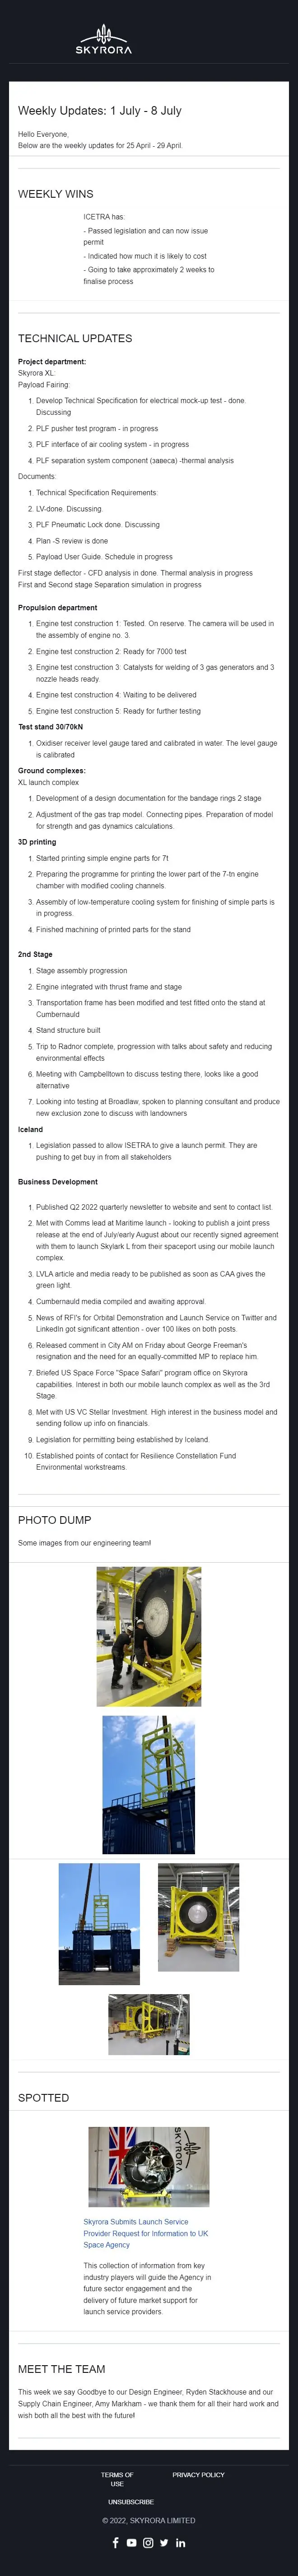 SKYRORA
Weekly Updates: 1 July - 8 July
Hello Everyone,
Below are the weekly updates for 25 April - 29 April.
WEEKLY WINS
ICETRA has:
- Passed legislation and can now issue
permit
- Indicated how much it is likely to cost
- Going to take approximately 2 weeks to
finalise process
TECHNICAL UPDATES
Project department:
Skyrora XL:
Payload Fairing:
1. Develop Technical Specification for electrical mock-up test - done.
Discussing
2. PLF pusher test program - in progress
3. PLF interface of air cooling system - in progress
4. PLF separation system component (завеса) -thermal analysis
Documents:
1. Technical Specification Requirements:
2. LV-done. Discussing.
3. PLF Pneumatic Lock done. Discussing
4. Plan -S review is done
5. Payload User Guide. Schedule in progress
First stage deflector - CFD analysis in done. Thermal analysis in progress
First and Second stage Separation simulation in progress
Propulsion department
1. Engine test construction 1: Tested. On reserve. The camera will be used in
the assembly of engine no. 3.
2. Engine test construction 2: Ready for 7000 test
3. Engine test construction 3: Catalysts for welding of 3 gas generators and 3
nozzle heads ready.
4. Engine test construction 4: Waiting to be delivered
5. Engine test construction 5: Ready for further testing
Test stand 30/70kN
1. Oxidiser receiver level gauge tared and calibrated in water. The level gauge
is calibrated
Ground complexes:
XL launch complex
1. Development of a design documentation for the bandage rings 2 stage
2. Adjustment of the gas trap model. Connecting pipes. Preparation of model
for strength and gas dynamics calculations.
3D printing
1. Started printing simple engine parts for 7t
2. Preparing the programme for printing the lower part of the 7-tn engine
chamber with modified cooling channels.
3. Assembly of low-temperature cooling system for finishing of simple parts is
in progress.
4. Finished machining of printed parts for the stand
2nd Stage
1. Stage assembly progression
2. Engine integrated with thrust frame and stage
3. Transportation frame has been modified and test fitted onto the stand at
Cumbernauld
4. Stand structure built
5. Trip to Radnor complete, progression with talks about safety and reducing
environmental effects
6. Meeting with Campbelltown to discuss testing there, looks like a good
alternative
7. Looking into testing at Broadlaw, spoken to planning consultant and produce
new exclusion zone to discuss with landowners
Iceland
1. Legislation passed to allow ISETRA to give a launch permit. They are
pushing to get buy in from all stakeholders
Business Development
1. Published Q2 2022 quarterly newsletter to website and sent to contact list.
2. Met with Comms lead at Maritime launch - looking to publish a joint press
release at the end of July/early August about our recently signed agreement
with them to launch Skylark L from their spaceport using our mobile launch
complex.
3. LVLA article and media ready to be published as soon as CAA gives the
green light.
4. Cumbernauld media compiled and awaiting approval.
5. News of RFI's for Orbital Demonstration and Launch Service on Twitter and
LinkedIn got significant attention - over 100 likes on both posts.
6. Released comment in City AM on Friday about George Freeman's
resignation and the need for an equally-committed MP to replace him.
7. Briefed US Space Force "Space Safari" program office on Skyrora
capabilities. Interest in both our mobile launch complex as well as the 3rd
Stage.
8. Met with US VC Stellar Investment. High interest in the business model and
sending follow up info on financials.
9. Legislation for permitting being established by Iceland.
10. Established points of contact for Resilience Constellation Fund
Environmental workstreams.
PHOTO DUMP
Some images from our engineering team!
SPOTTED
SKYRORA
Skyrora Submits Launch Service
Provider Request for Information to UK
Space Agency
This collection of information from key
industry players will guide the Agency in
future sector engagement and the
delivery of future market support for
launch service providers.
MEET THE TEAM
This week we say Goodbye to our Design Engineer, Ryden Stackhouse and our
Supply Chain Engineer, Amy Markham - we thank them for all their hard work and
wish both all the best with the future!
TERMS OF
USE
PRIVACY POLICY
UNSUBSCRIBE
© 2022, SKYRORA LIMITED